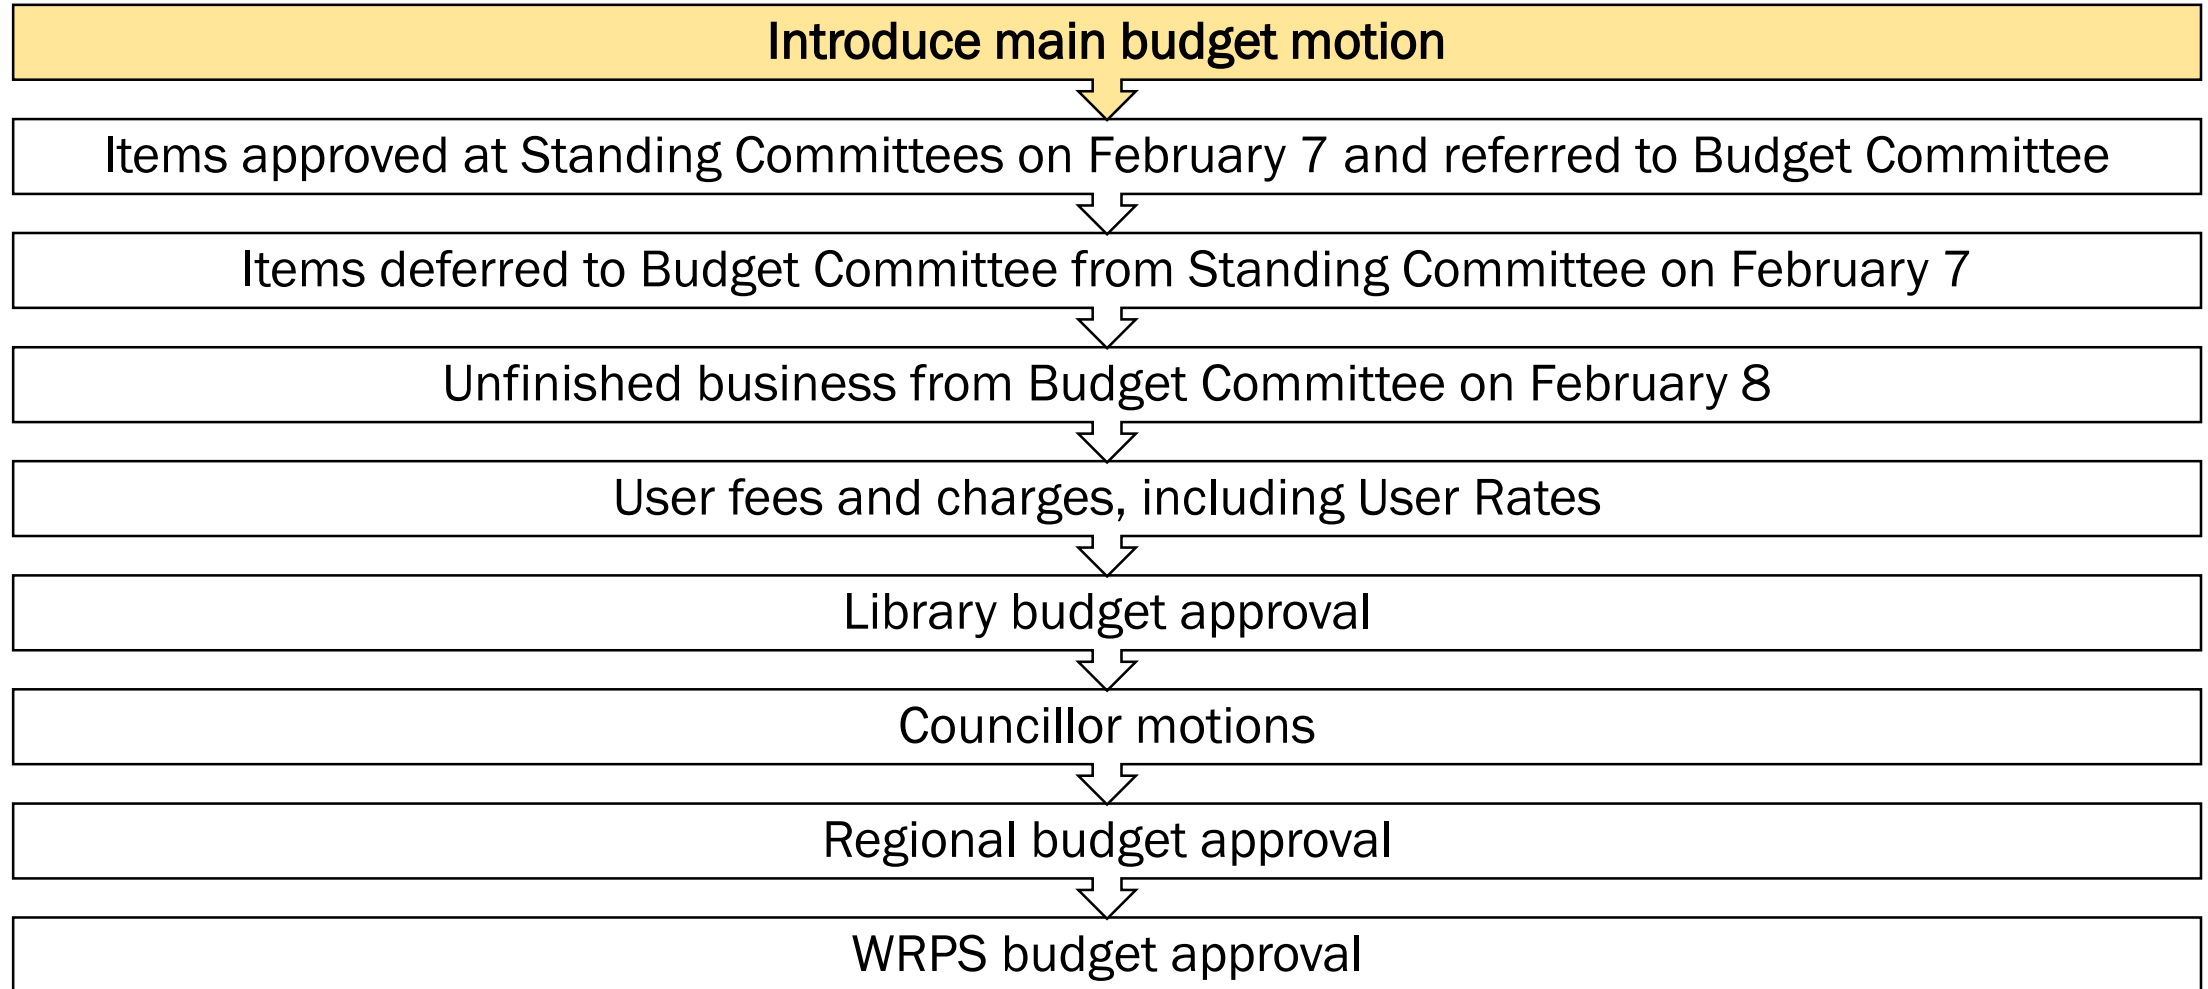 Introduce main budget motion
Items approved at Standing Committees on February 7 and referred to Budget Committee
Items deferred to Budget Committee from Standing Committee on February 7
Unfinished business from Budget Committee on February 8
User fees and charges, including User Rates
Library budget approval
Councillor motions
Regional budget approval
WRPS budget approval